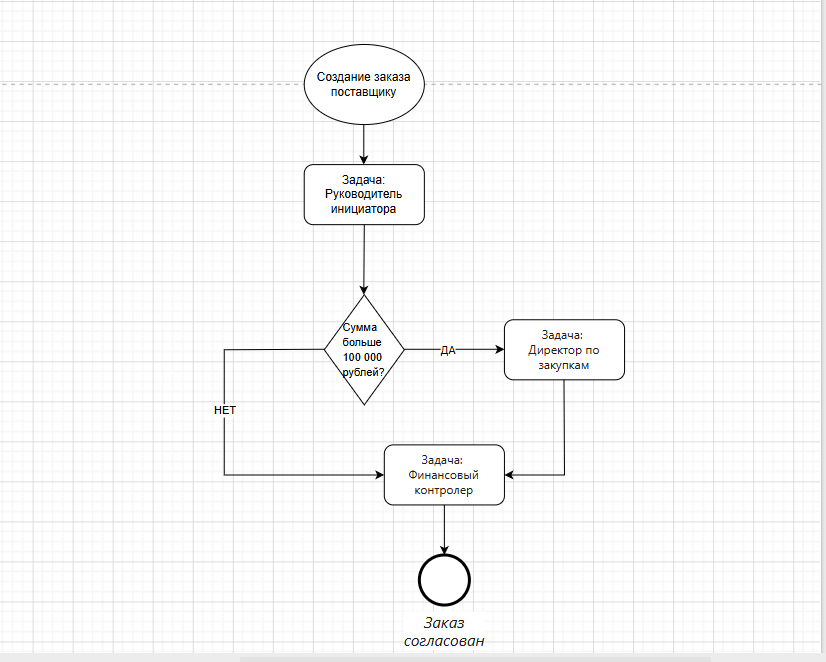 Создание заказа
поставщику
Задача:
Руководитель
инициатора
Сумма
больше
100 000
рублей?
ДА
Задача:
Директор по
закупкам
НЕТ
Задача:
Финансовый
контролер
Заказ
согласован